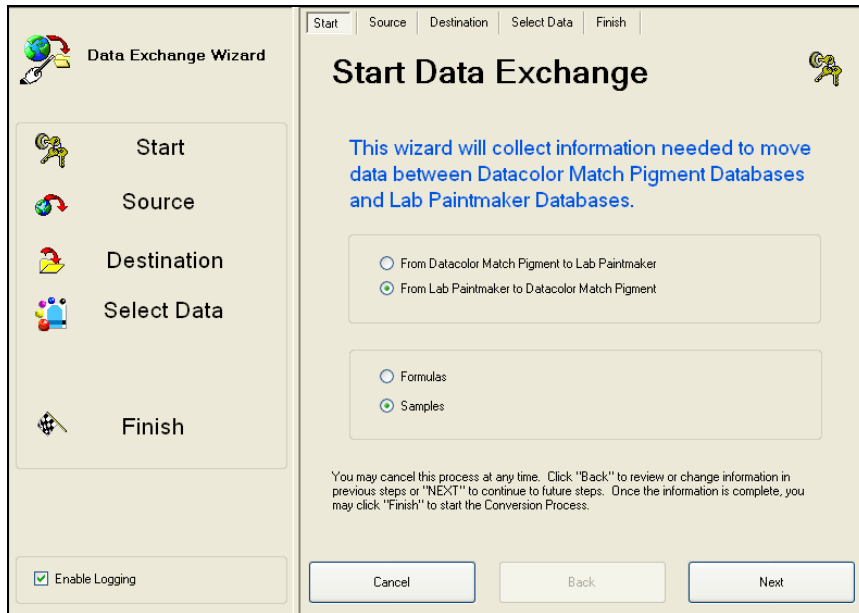 Data Exchange Wizard
Start
Source
Destination
Select Data
Finish
Enable Logging
Start Source Destination Select Data Finish
Start Data Exchange
This wizard will collect information needed to move
data between Datacolor Match Pigment Databases
and Lab Paintmaker Databases.
From Datacolor Match Pigment to Lab Paintmaker
From Lab Paintmaker to Datacolor Match Pigment
Formulas
Samples
You may cancel this process at any time. Click "Back" to review or change information in
previous steps or "NEXT" to continue to future steps. Once the information is complete, you
may click "Finish" to start the Conversion Process.
Cancel Back Next